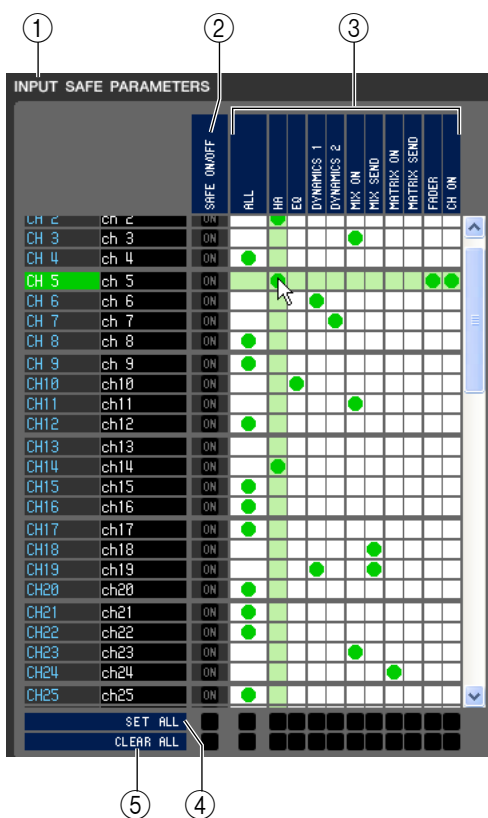 1 2 3
INPUT SAFE PARAMETERS
SAFE ON/OFF
ALL
HA
EQ
DYNAMICS 1
DYNAMICS 2
MIX ON
MIX SEND
MATRIX ON
MATRIX SEND
FADER
CH ON
CH 2 ch 2 ON
CH 3 ch 3 ON
CH 4 ch 4 ON
CH 5 ch 5 ON
CH 6 ch 6 ON
CH 7 ch 7 ON
CH 8 ch 8 ON
CH 9 ch 9 ON
CH10 ch10 ON
CH11 ch11 ON
CH12 ch12 ON
CH13 ch13 ON
CH14 ch14 ON
CH15 ch15 ON
CH16 ch16 ON
CH17 ch17 ON
CH18 ch18 ON
CH19 ch19 ON
CH20 ch20 ON
CH21 ch21 ON
CH22 ch22 ON
CH23 ch23 ON
CH24 ch24 ON
CH25 ch25 ON
SET ALL
CLEAR ALL
5 4